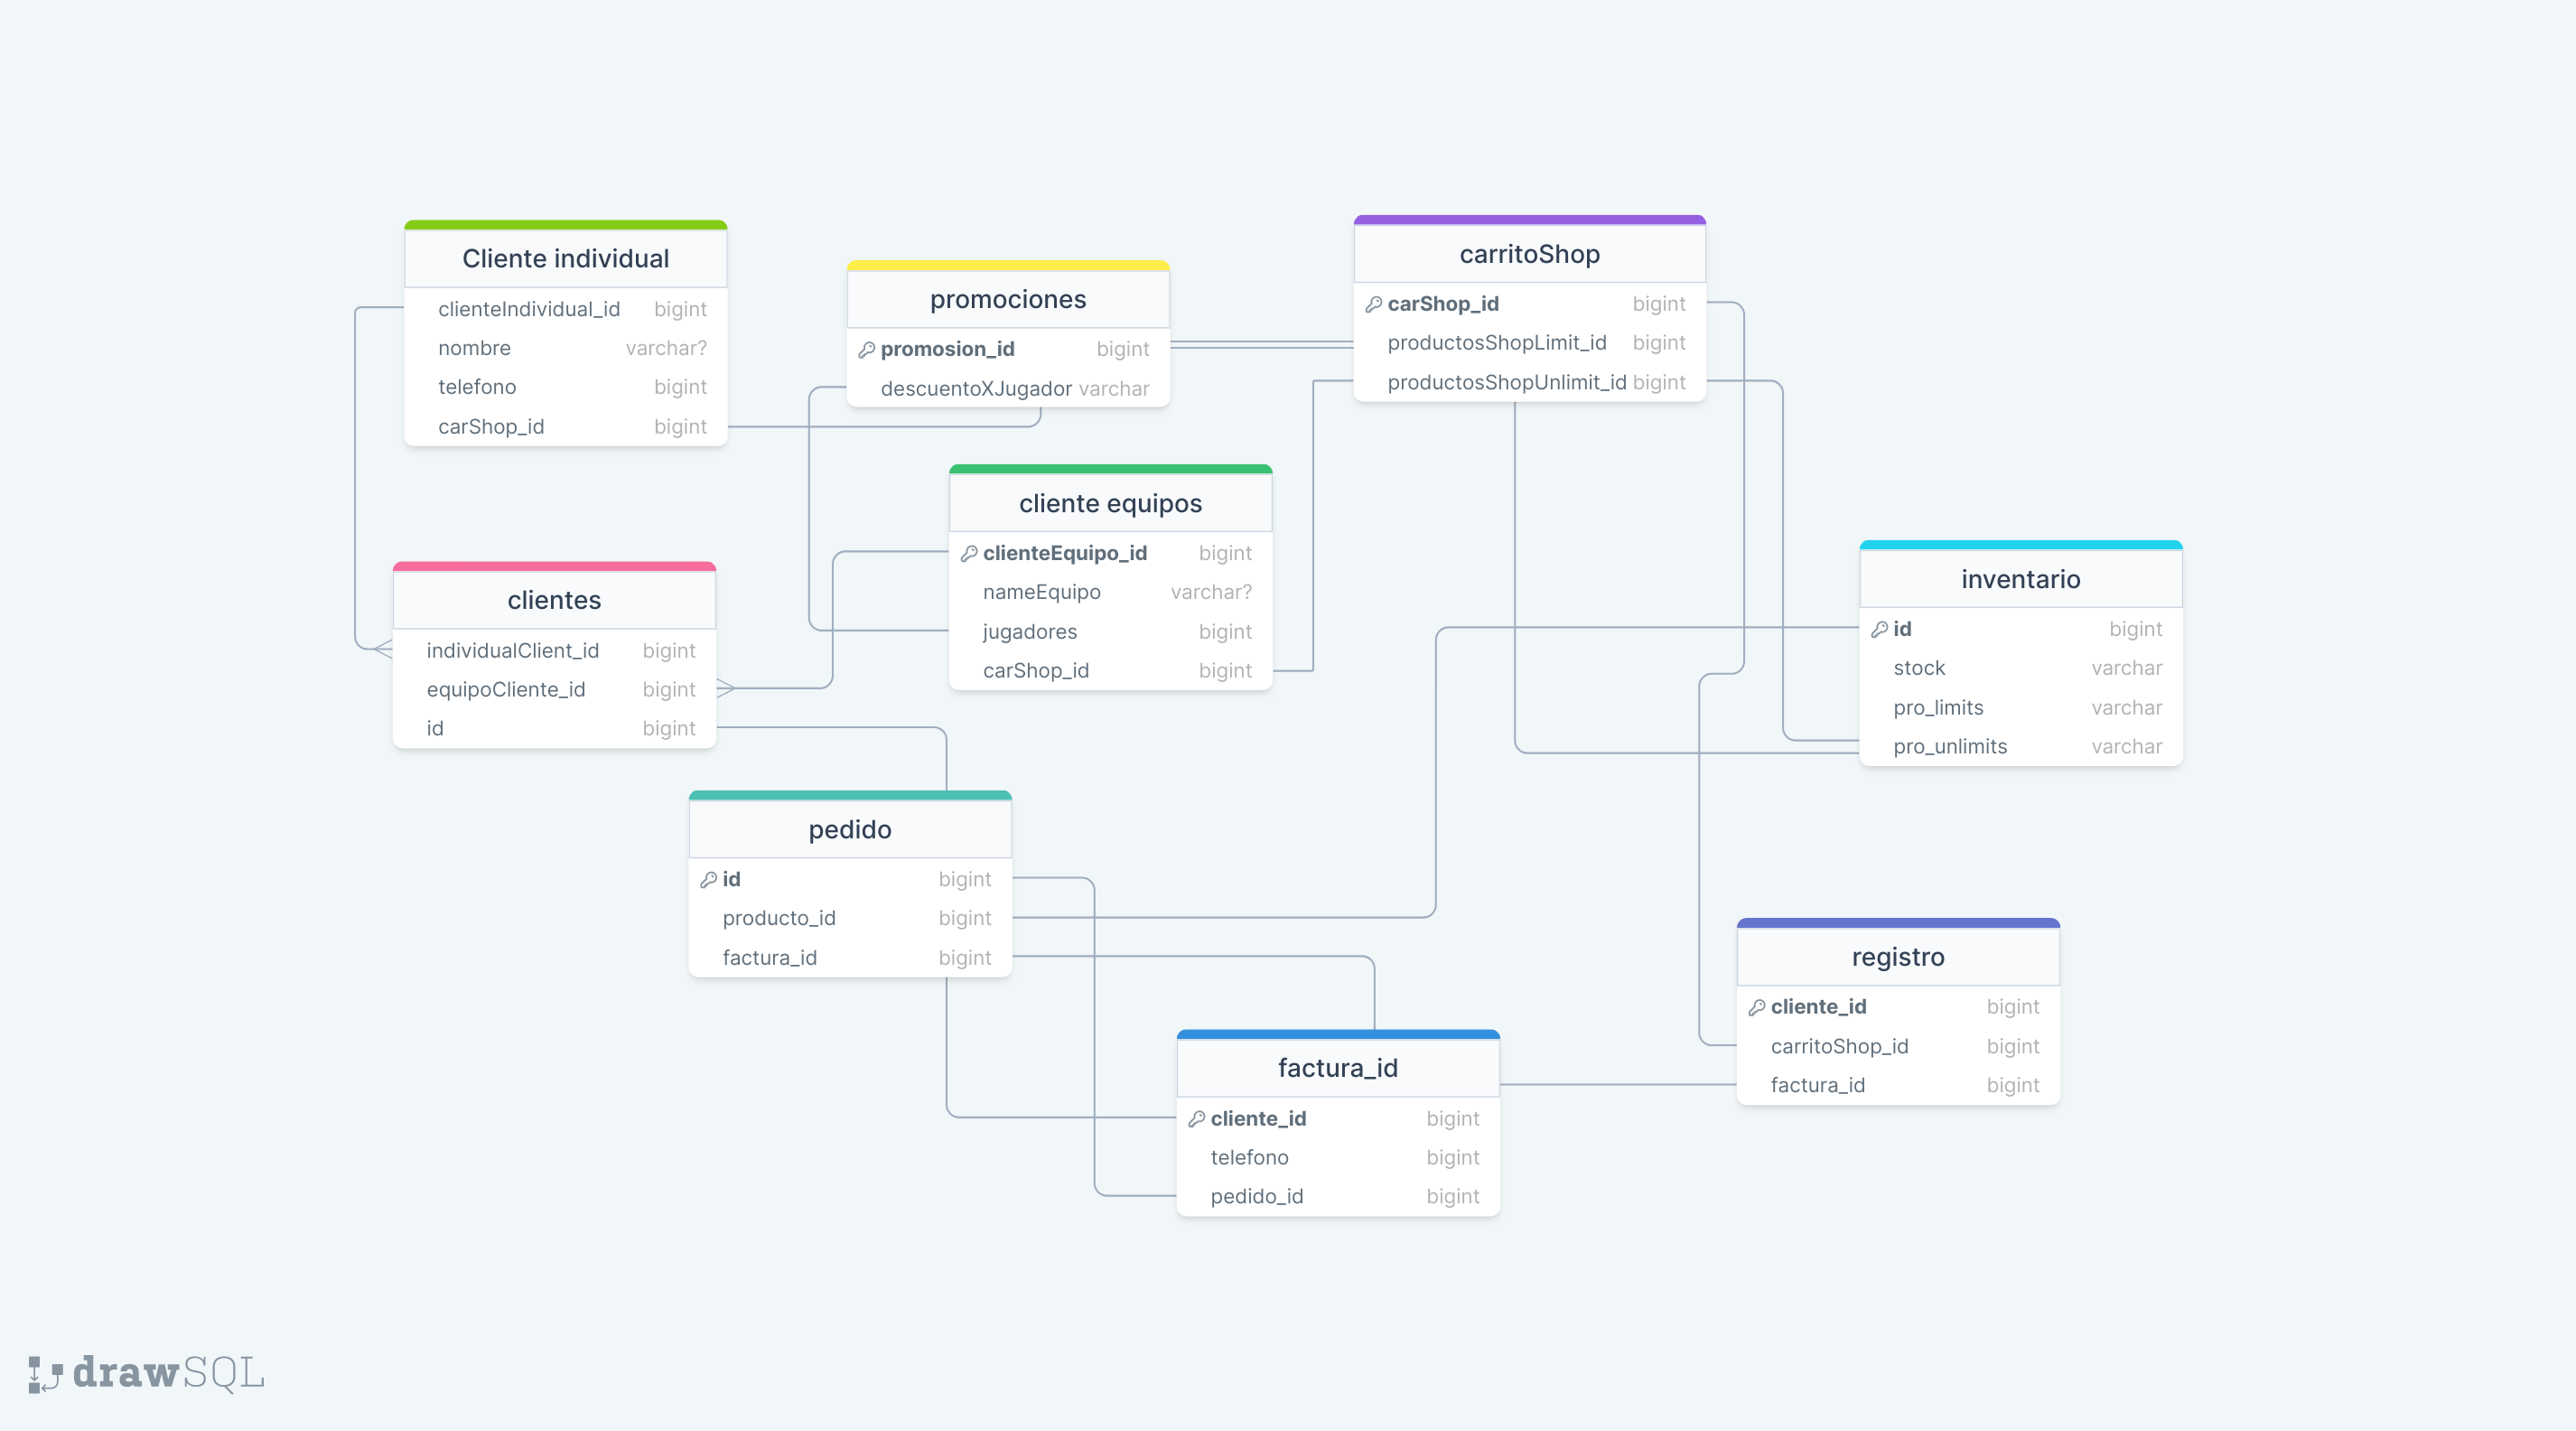 Cliente individual
clienteIndividual_id bigint
nombre varchar?
telefono bigint
carShop_id bigint
promociones
promosion_id bigint
descuentoXJugador varchar
carritoShop
carShop_id bigint
productosShopLimit_id bigint
productosShopUnlimit_id bigint
cliente equipos
clienteEquipo_id bigint
nameEquipo varchar?
jugadores bigint
carShop_id bigint
clientes
individualClient_id bigint
equipoCliente_id bigint
id bigint
inventario
id bigint
stock varchar
pro_limits varchar
pro_unlimits varchar
pedido
id bigint
producto_id bigint
factura_id bigint
registro
cliente_id bigint
carritoShop_id bigint
factura_id bigint
factura_id
cliente_id bigint
telefono bigint
pedido_id bigint
drawSQL